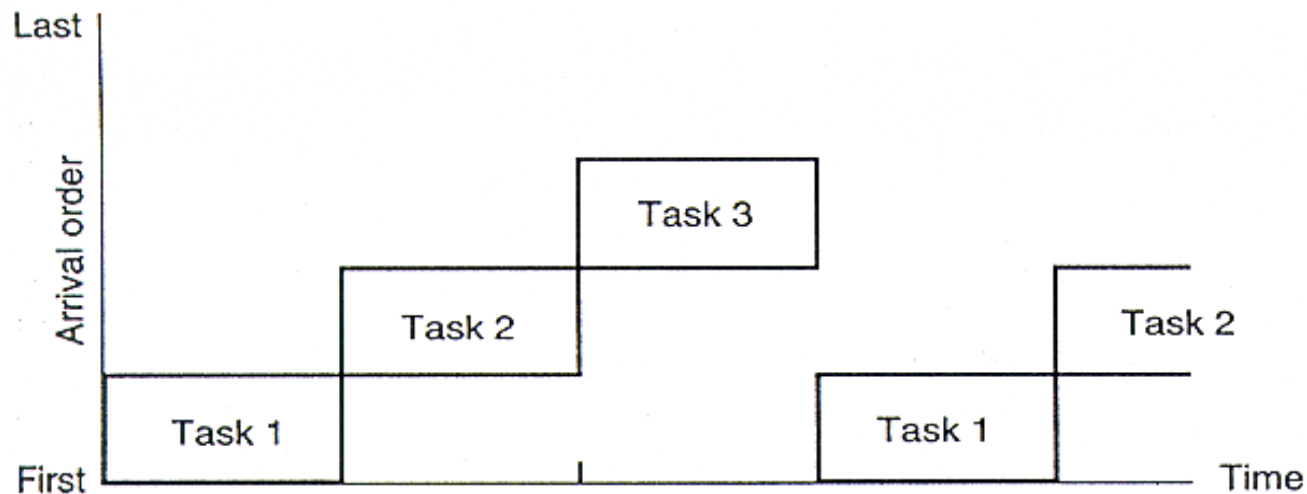 Last
Arrival order
Task 3
Task 2
Task 2
Task 1
Task 1
First
Time